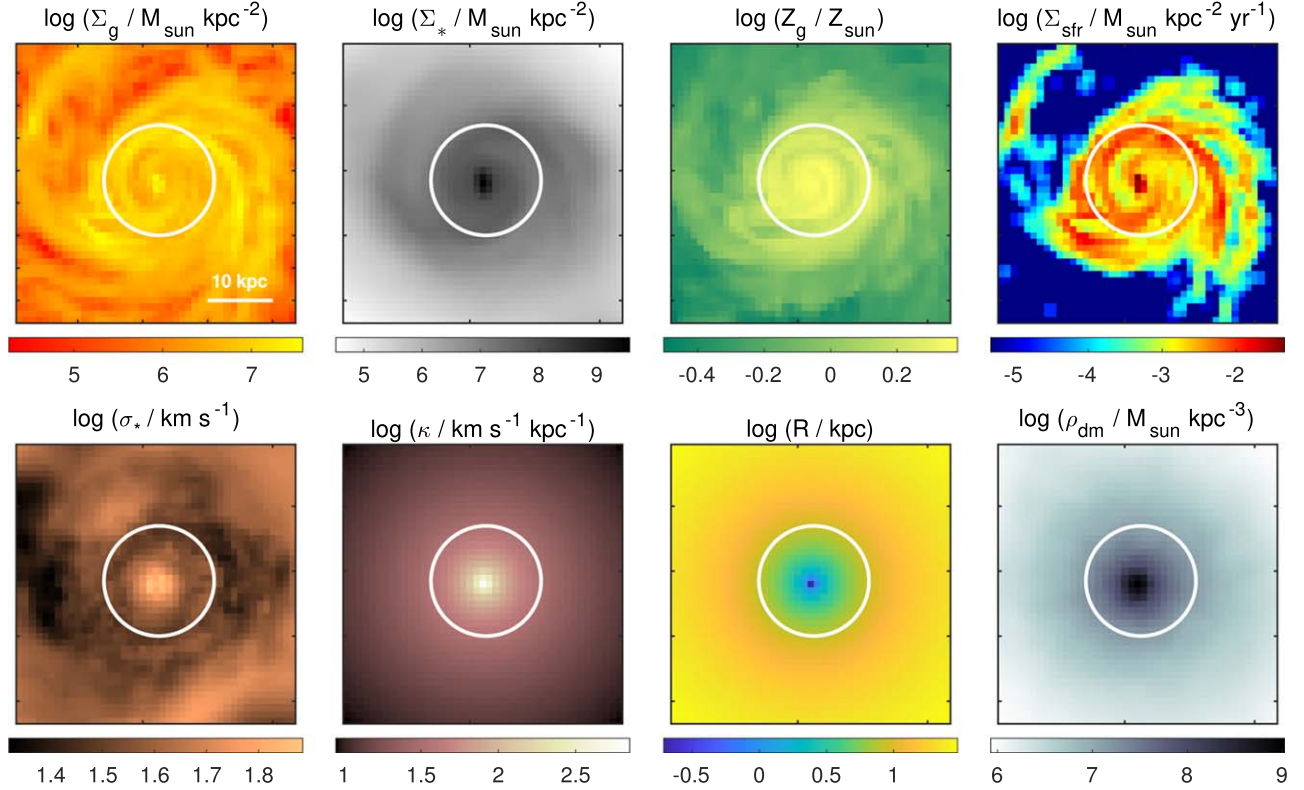 log (Σg / Msun kpc-2)
log (Σ* / Msun kpc-2)
log (Zg / Zsun)
log (Σsfr / Msun kpc-2 yr-1)
10 kpc
5 6 7
5 6 7 8 9
-0.4 -0.2 0 0.2
-5 -4 -3 -2
log (σ* / km s-1)
log (κ / km s-1 kpc-1)
log (R / kpc)
log (ρdm / Msun kpc-3)
1.4 1.5 1.6 1.7 1.8
1 1.5 2 2.5
-0.5 0 0.5 1
6 7 8 9